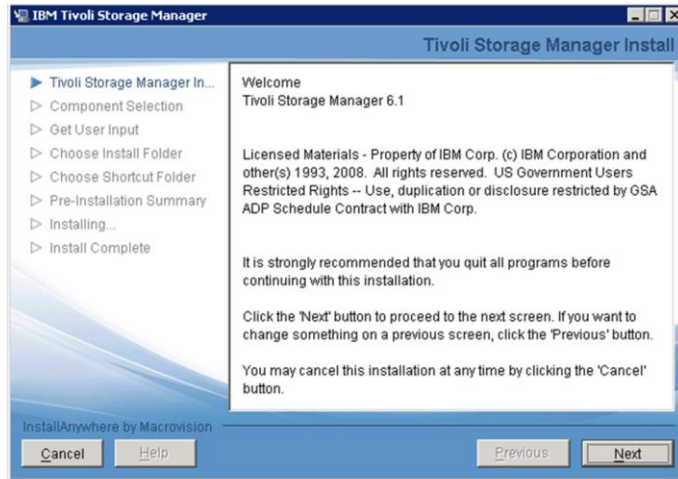 IBM Tivoli Storage Manager
Tivoli Storage Manager Install
Tivoli Storage Manager In...
Component Selection
Get User Input
Choose Install Folder
Choose Shortcut Folder
Pre-Installation Summary
Installing...
Install Complete
Welcome
Tivoli Storage Manager 6.1
Licensed Materials - Property of IBM Corp. (c) IBM Corporation and
other(s) 1993, 2008. All rights reserved. US Government Users
Restricted Rights -- Use, duplication or disclosure restricted by GSA
ADP Schedule Contract with IBM Corp.
It is strongly recommended that you quit all programs before
continuing with this installation.
Click the 'Next' button to proceed to the next screen. If you want to
change something on a previous screen, click the 'Previous' button.
You may cancel this installation at any time by clicking the 'Cancel'
button.
InstallAnywhere by Macrovision
Cancel
Help
Previous
Next